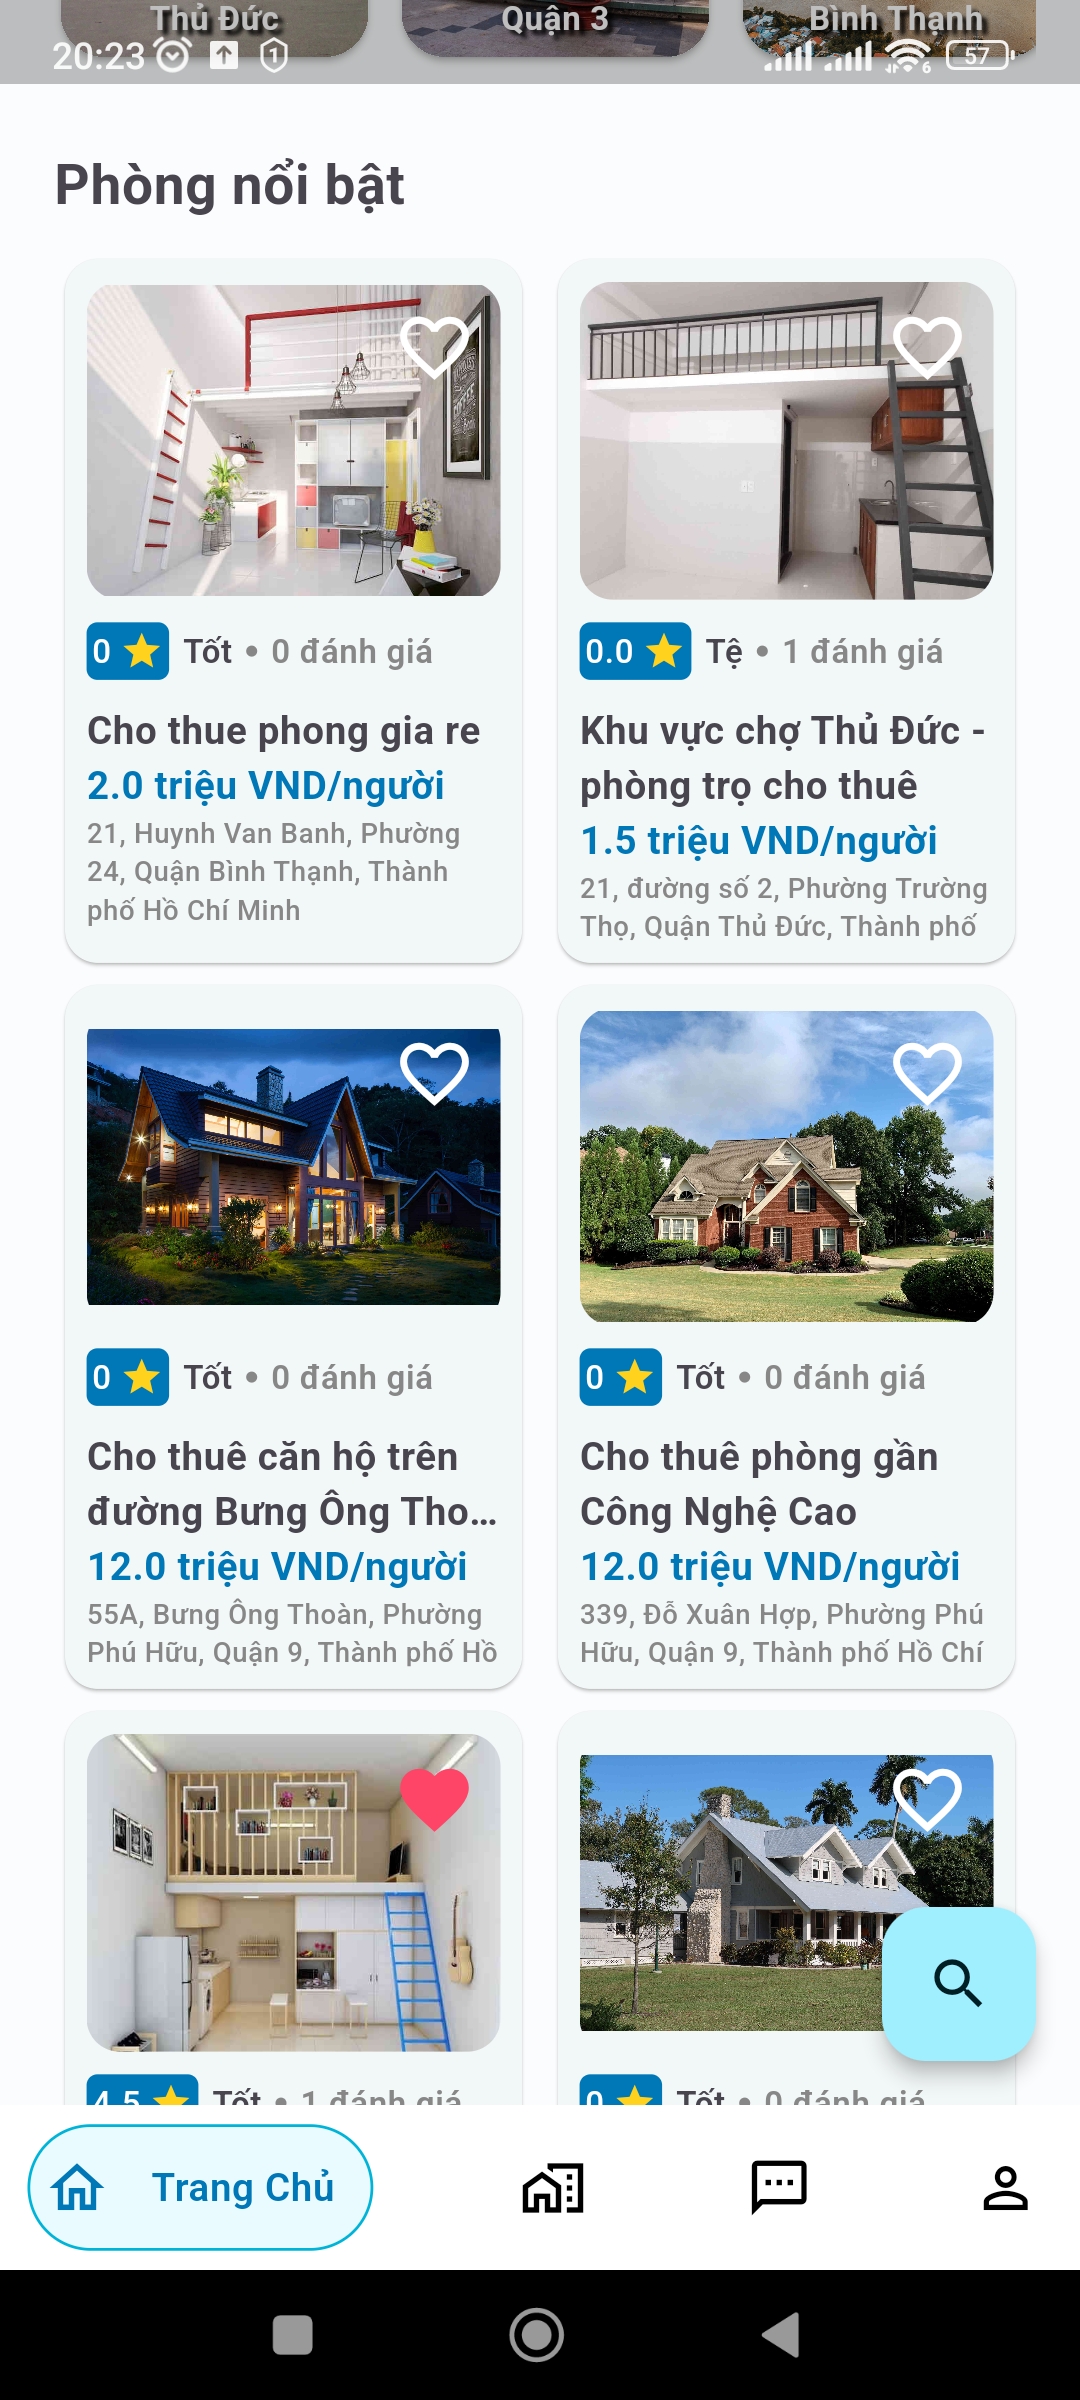 Thủ Đức
Quận 3
Bình Thạnh
20:23
1
6
57
Phòng nổi bật
0 Tốt • 0 đánh giá
Cho thue phong gia re
2.0 triệu VND/người
21, Huynh Van Banh, Phường
24, Quận Bình Thạnh, Thành
phố Hồ Chí Minh
0.0 Tệ • 1 đánh giá
Khu vực chợ Thủ Đức -
phòng trọ cho thuê
1.5 triệu VND/người
21, đường số 2, Phường Trường
Thọ, Quận Thủ Đức, Thành phố
0 Tốt • 0 đánh giá
Cho thuê căn hộ trên
đường Bưng Ông Tho...
12.0 triệu VND/người
55A, Bưng Ông Thoàn, Phường
Phú Hữu, Quận 9, Thành phố Hồ
0 Tốt • 0 đánh giá
Cho thuê phòng gần
Công Nghệ Cao
12.0 triệu VND/người
339, Đỗ Xuân Hợp, Phường Phú
Hữu, Quận 9, Thành phố Hồ Chí
4.5 Tốt • 1 đánh giá
0 Tốt • 0 đánh giá
Trang Chủ